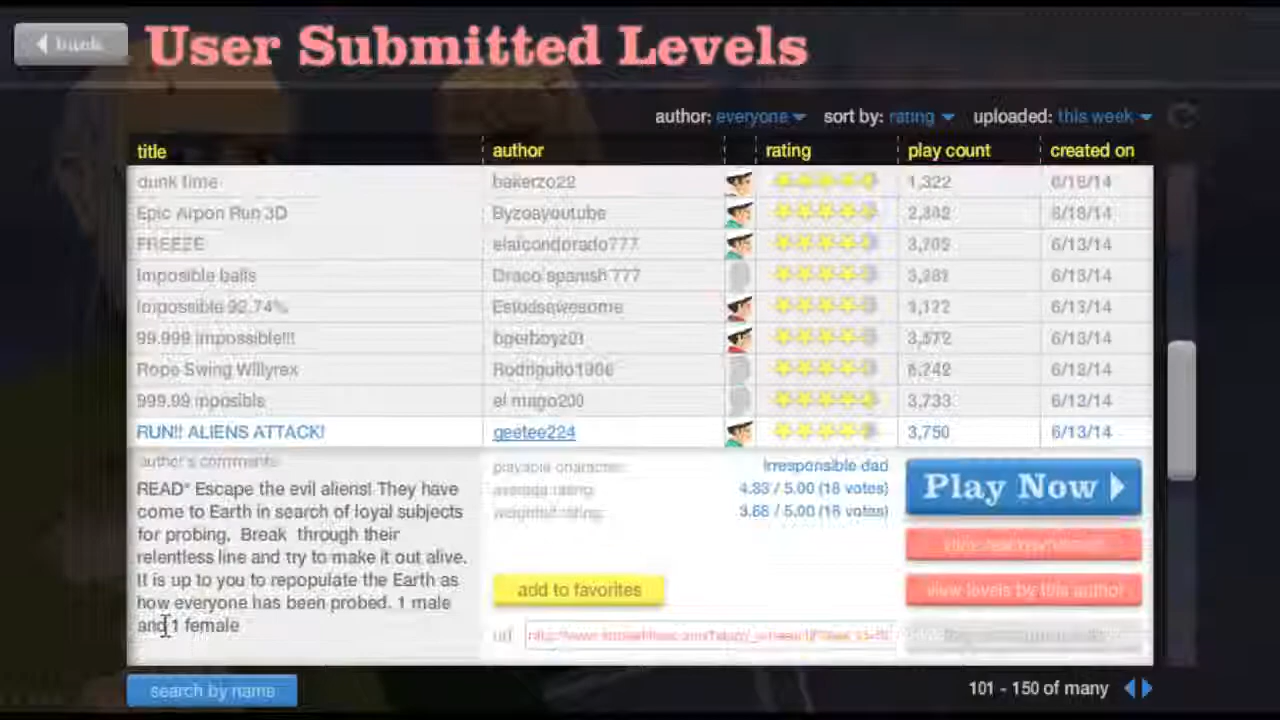 back
User Submitted Levels
author: everyone sort by: rating uploaded: this week
title author rating play count created on
dunk time bakerzo22 1,322 6/18/14
Epic Arpon Run 3D Byzoayoutube 2,342 6/18/14
FREEZE elalcondorado777 3,702 6/13/14
Imposible balls Draco spanish 777 3,281 6/13/14
Impossible 92.74% 1,122 6/13/14
99.999 impossible!!! 3,572 6/13/14
Rope Swing Willyrex 6,242 6/13/14
999.99 mposible el mago200 3,733 6/13/14
RUN!! ALIENS ATTACK! geetee224 3,750 6/13/14
author's comments:
READ* Escape the evil aliens! They have
come to Earth in search of loyal subjects
for probing. Break through their
relentless line and try to make it out alive.
It is up to you to repopulate the Earth as
how everyone has been probed. 1 male
and 1 female
playable character: Irresponsible dad
average rating: 4.83 / 5.00 (18 votes)
weighted rating: 3.68 / 5.00 (18 votes)
add to favorites
url
Play Now
view levels by this author
search by name
101 - 150 of many